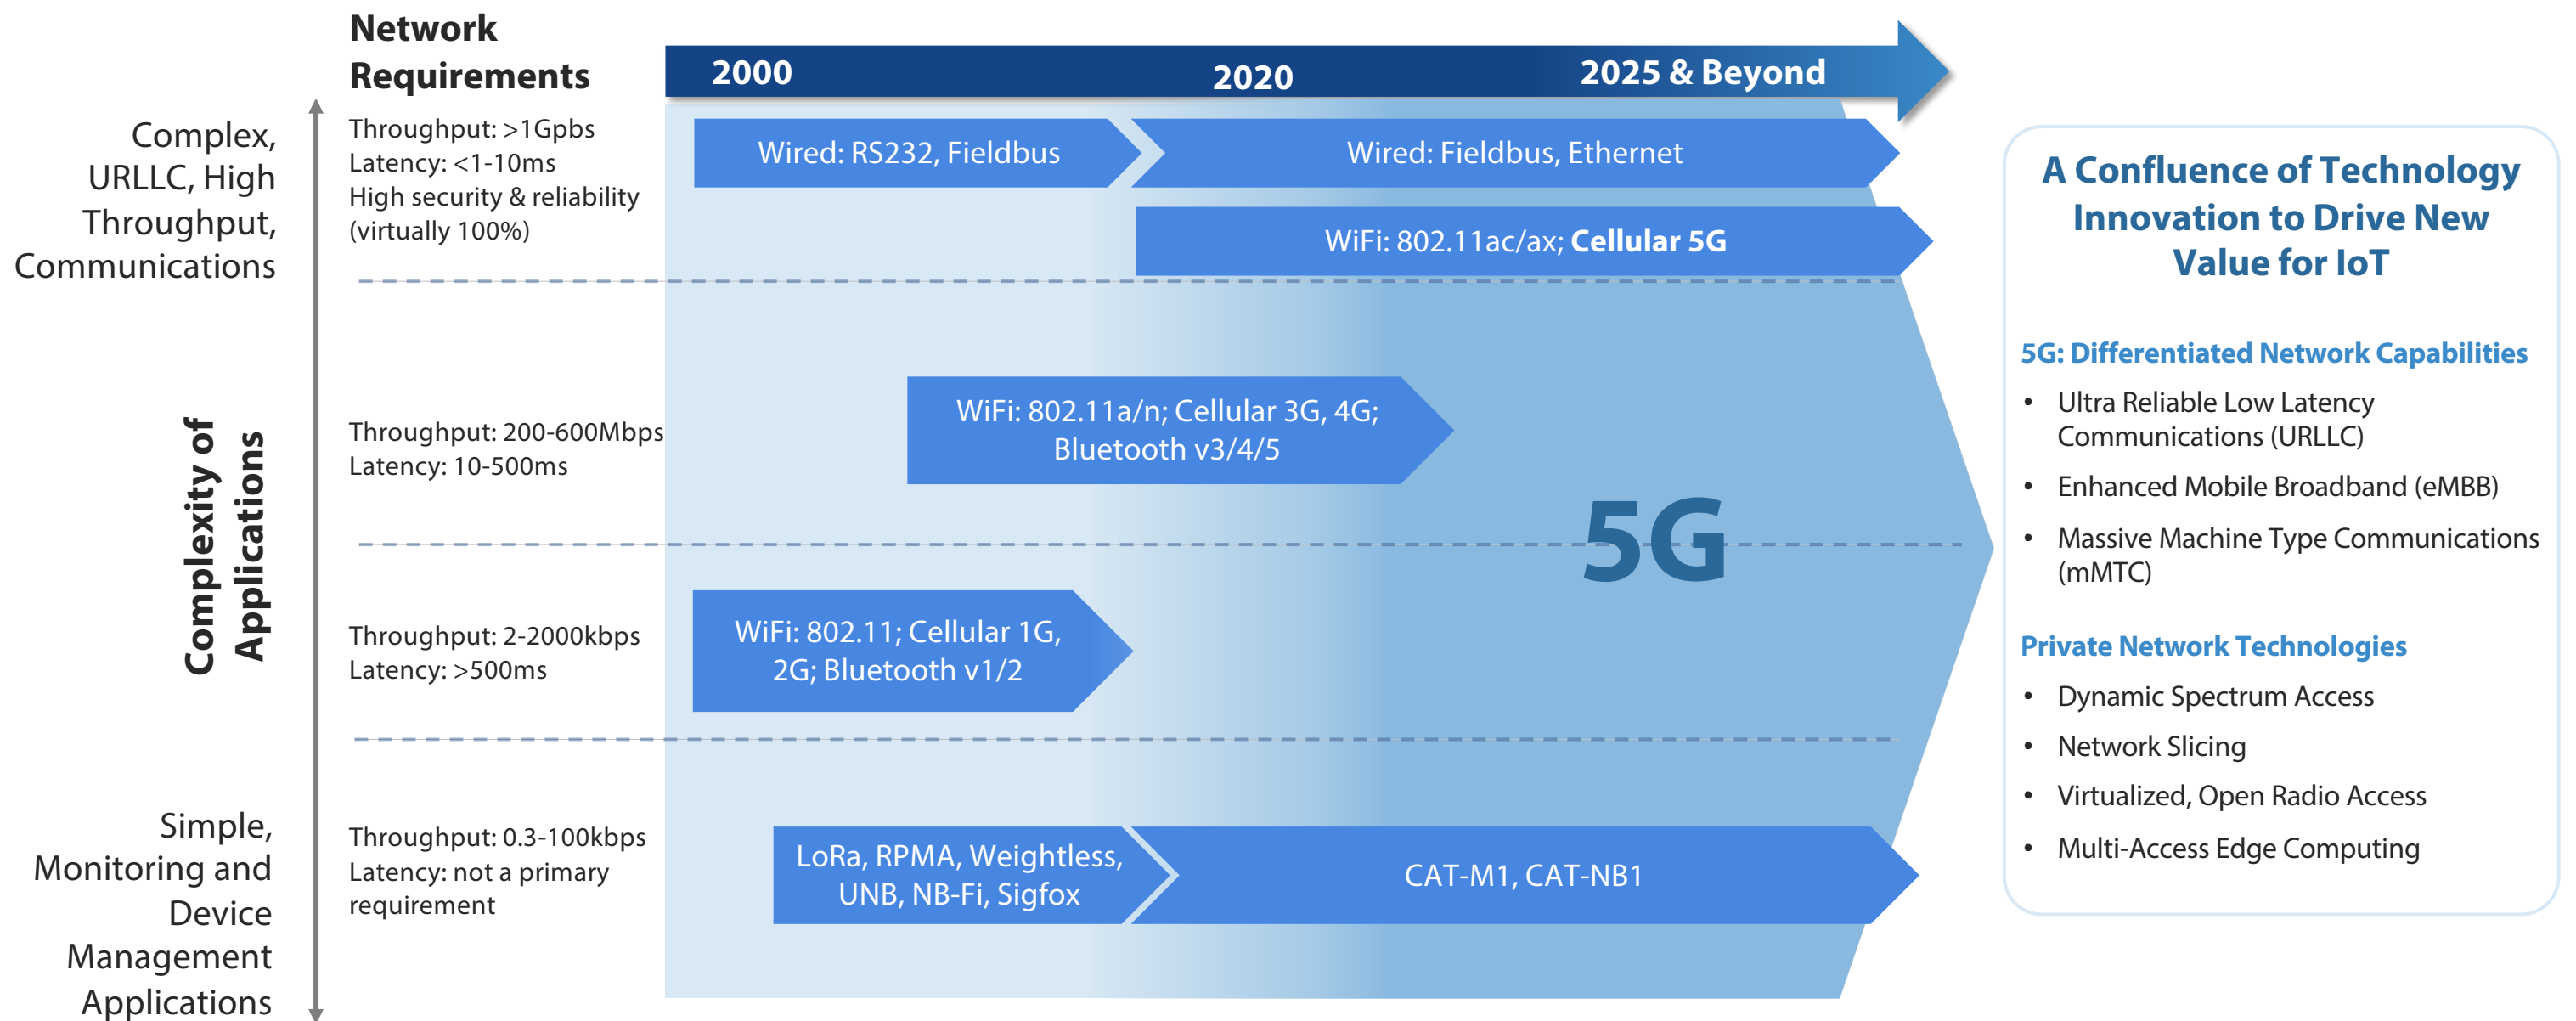 Network
Requirements
2000
2020
2025 & Beyond
Complex,
URLLC, High
Throughput,
Communications
Throughput: >1Gpbs
Latency: <1-10ms
High security & reliability
(virtually 100%)
Wired: RS232, Fieldbus
Wired: Fieldbus, Ethernet
WiFi: 802.11ac/ax; Cellular 5G
Complexity of
Applications
Throughput: 200-600Mbps
Latency: 10-500ms
WiFi: 802.11a/n; Cellular 3G, 4G;
Bluetooth v3/4/5
5G
Throughput: 2-2000kbps
Latency: >500ms
WiFi: 802.11; Cellular 1G,
2G; Bluetooth v1/2
Simple,
Monitoring and
Device
Management
Applications
Throughput: 0.3-100kbps
Latency: not a primary
requirement
LoRa, RPMA, Weightless,
UNB, NB-Fi, Sigfox
CAT-M1, CAT-NB1
A Confluence of Technology
Innovation to Drive New
Value for IoT
5G: Differentiated Network Capabilities
• Ultra Reliable Low Latency
Communications (URLLC)
• Enhanced Mobile Broadband (eMBB)
• Massive Machine Type Communications
(mMTC)
Private Network Technologies
• Dynamic Spectrum Access
• Network Slicing
• Virtualized, Open Radio Access
• Multi-Access Edge Computing